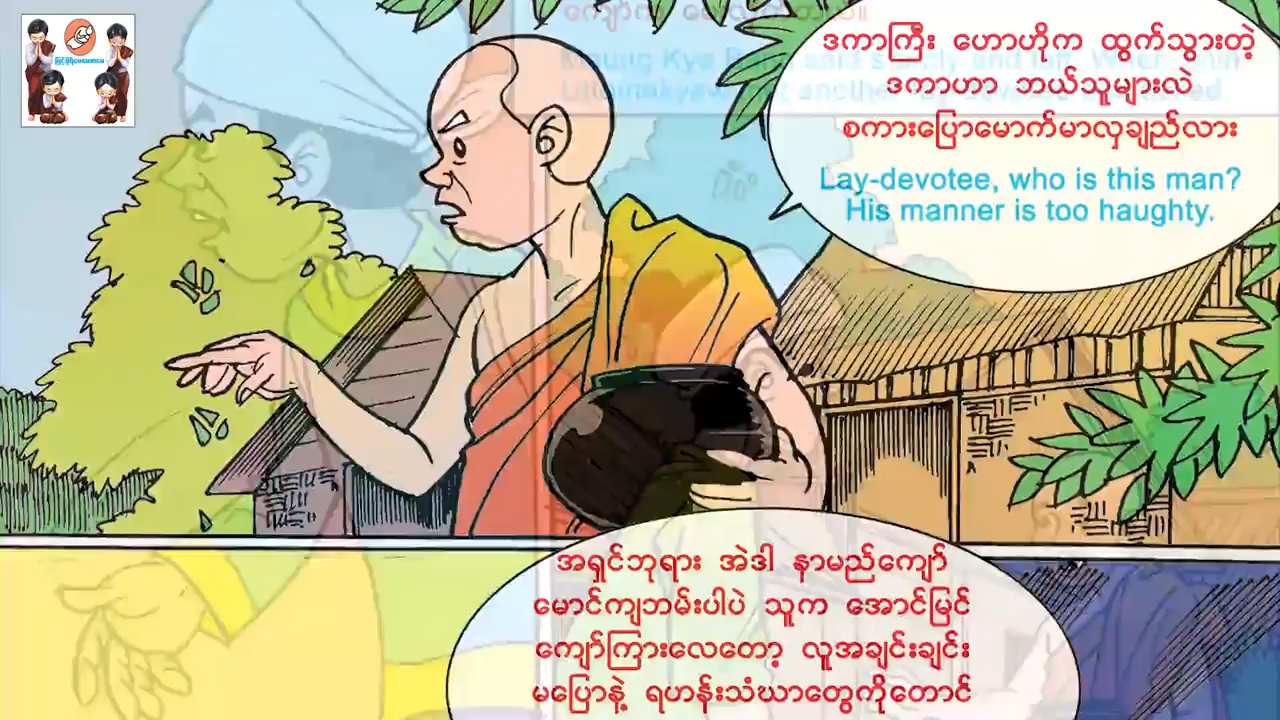 ဒကာကြီး ဟောဟိုက ထွက်သွားတဲ့
ဒကာဟာ ဘယ်သူများလဲ
စကားပြောမောက်မာလှချည်လား
Lay-devotee, who is this man?
His manner is too haughty.
အရှင်ဘုရား အဲဒါ နာမည်ကျော်
မောင်ကျဘမ်းပါပဲ သူက အောင်မြင်
ကျော်ကြားလေတော့ လူအချင်းချင်း
မပြောနဲ့ ရဟန်းသံဃာတွေကိုတောင်